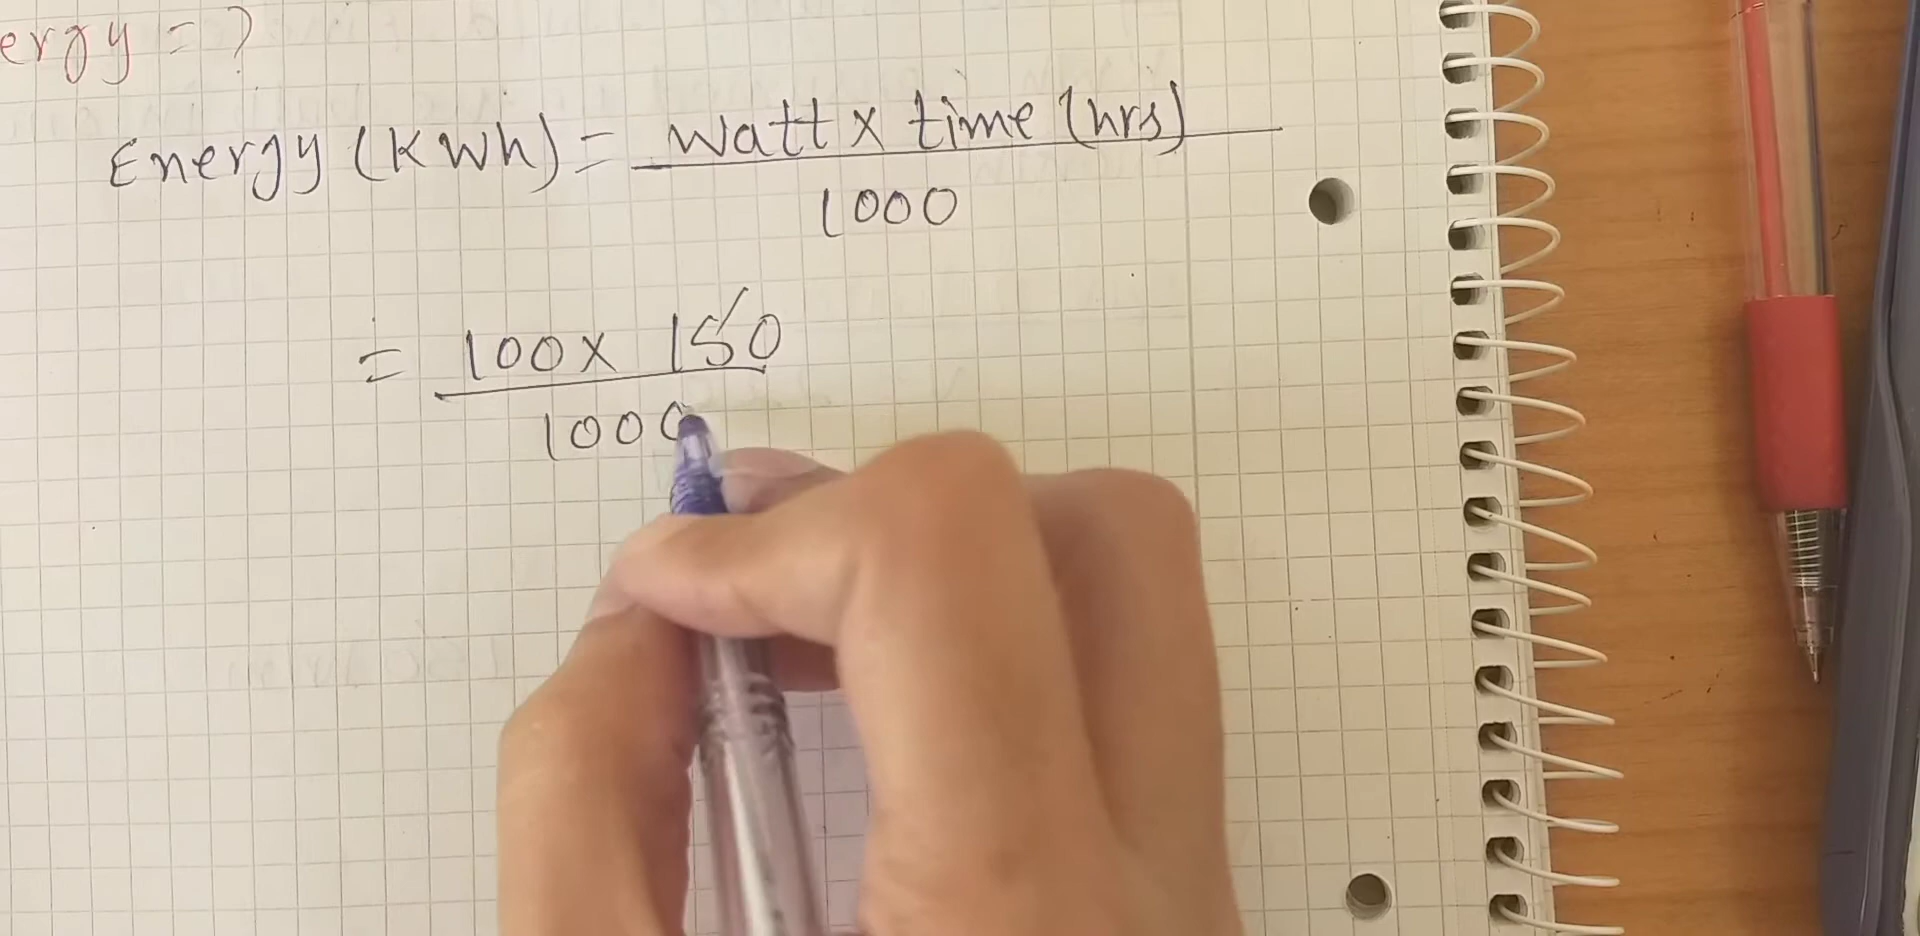 ergy = ?
Energy (KWh) = watt x time (hrs)
1000
= 100 x 150
1000